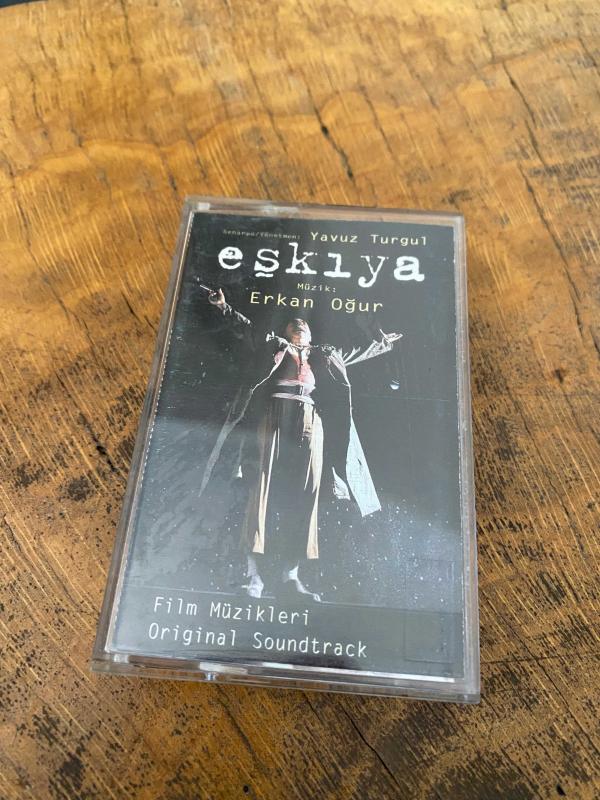 Senaryo/Yönetmen: Yavuz Turgul
eşkıya
Müzik:
Erkan Oğur
Film Müzikleri
Original Soundtrack